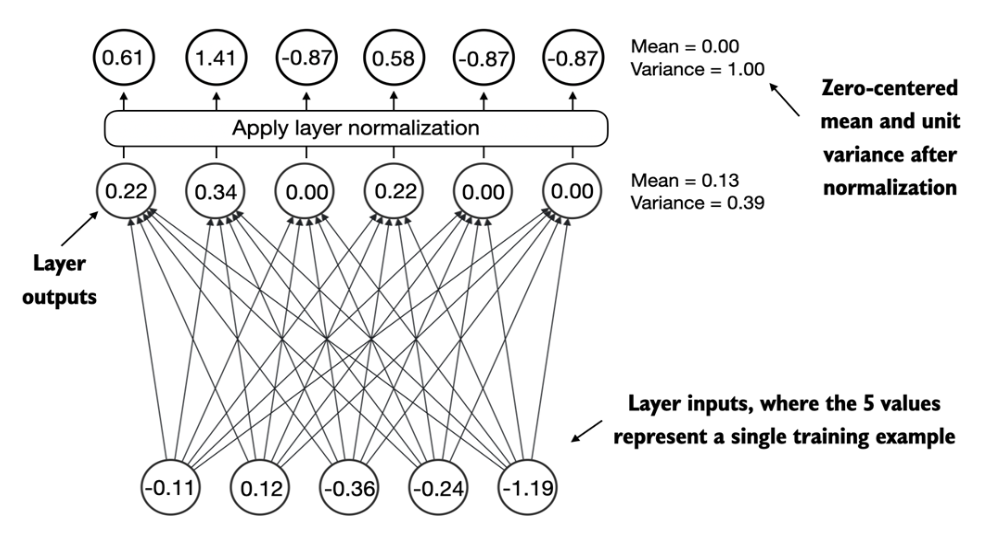 0.61 1.41 -0.87 0.58 -0.87 -0.87
Mean = 0.00
Variance = 1.00
Zero-centered
mean and unit
variance after
normalization
Apply layer normalization
0.22 0.34 0.00 0.22 0.00 0.00
Mean = 0.13
Variance = 0.39
Layer
outputs
Layer inputs, where the 5 values
represent a single training example
-0.11 0.12 -0.36 -0.24 -1.19